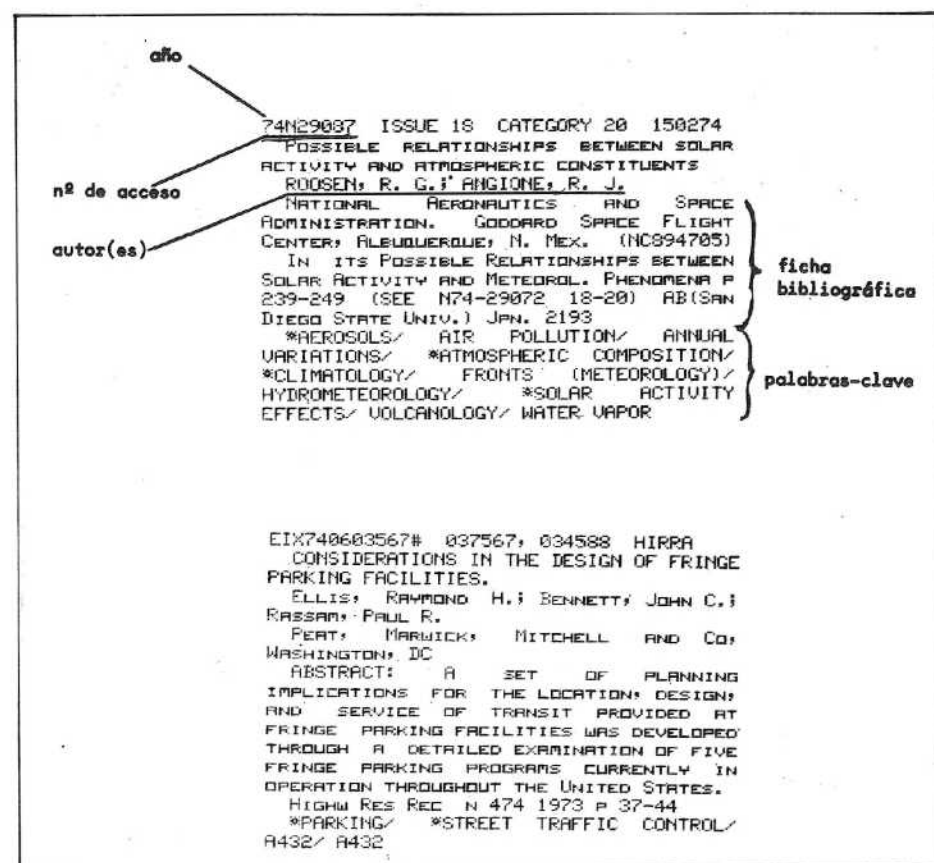 año
74N29087 ISSUE 18 CATEGORY 20 150274
POSSIBLE RELATIONSHIPS BETWEEN SOLAR
ACTIVITY AND ATMOSPHERIC CONSTITUENTS
nº de accéso
ROOSEN, R. G.; ANGIONE, R. J.
autor(es)
NATIONAL AERONAUTICS AND SPACE
ADMINISTRATION. GODDARD SPACE FLIGHT
CENTER, ALBUQUERQUE, N. MEX. (NC894705)
IN ITS POSSIBLE RELATIONSHIPS BETWEEN
SOLAR ACTIVITY AND METEOROL. PHENOMENA P
239-249 (SEE N74-29072 18-20) AB(SAN
DIEGO STATE UNIV.) JPN. 2193
ficha
bibliográfica
*AEROSOLS/ AIR POLLUTION/ ANNUAL
VARIATIONS/ *ATMOSPHERIC COMPOSITION/
*CLIMATOLOGY/ FRONTS (METEOROLOGY)/
HYDROMETEOROLOGY/ *SOLAR ACTIVITY
EFFECTS/ VOLCANOLOGY/ WATER VAPOR
palabras-clave
EIX740603567# 037567, 034588 HIRRA
CONSIDERATIONS IN THE DESIGN OF FRINGE
PARKING FACILITIES.
ELLIS, RAYMOND H.; BENNETT, JOHN C.;
RASSAM, PAUL R.
PEAT, MARWICK, MITCHELL AND CO,
WASHINGTON, DC
ABSTRACT: A SET OF PLANNING
IMPLICATIONS FOR THE LOCATION, DESIGN,
AND SERVICE OF TRANSIT PROVIDED AT
FRINGE PARKING FACILITIES WAS DEVELOPED
THROUGH A DETAILED EXAMINATION OF FIVE
FRINGE PARKING PROGRAMS CURRENTLY IN
OPERATION THROUGHOUT THE UNITED STATES.
HIGHW RES REC N 474 1973 P 37-44
*PARKING/ *STREET TRAFFIC CONTROL/
A432/ A432